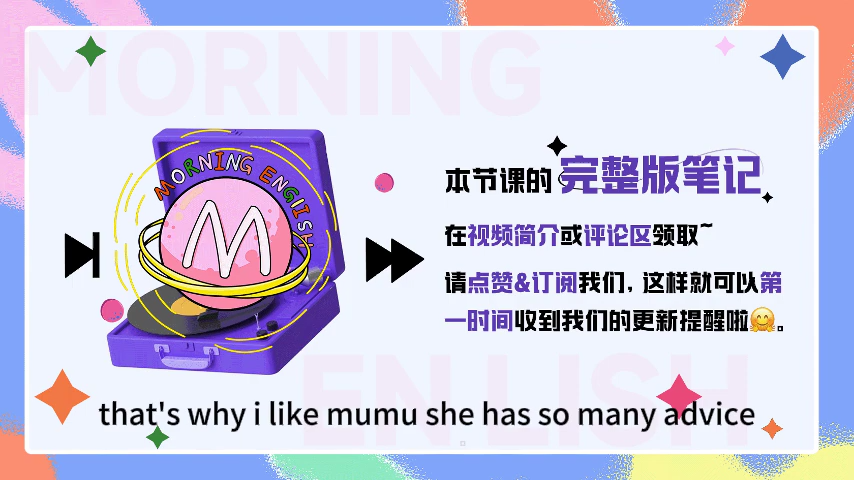 MORNING
MORNING ENGLISH
M
本节课的 完整版笔记
在视频简介或评论区领取~
请点赞&订阅我们，这样就可以第
一时间收到我们的更新提醒啦🤗。
EN LISH
that's why i like mumu she has so many advice